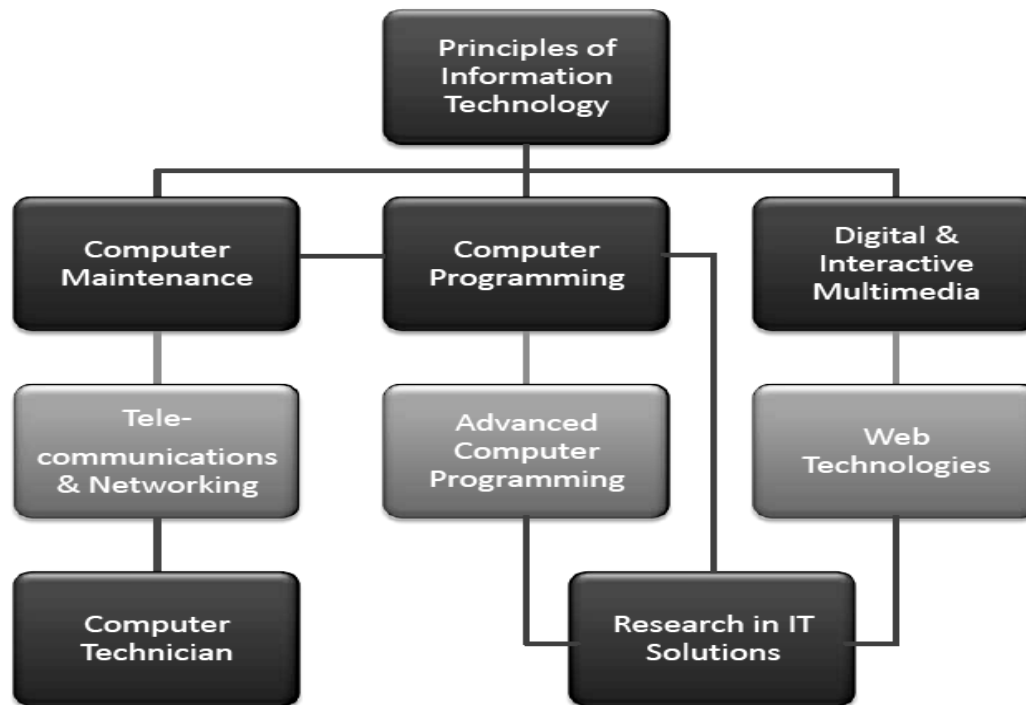 Principles of
Information
Technology
Computer
Maintenance
Computer
Programming
Digital &
Interactive
Multimedia
Tele-
communications
& Networking
Advanced
Computer
Programming
Web
Technologies
Computer
Technician
Research in IT
Solutions